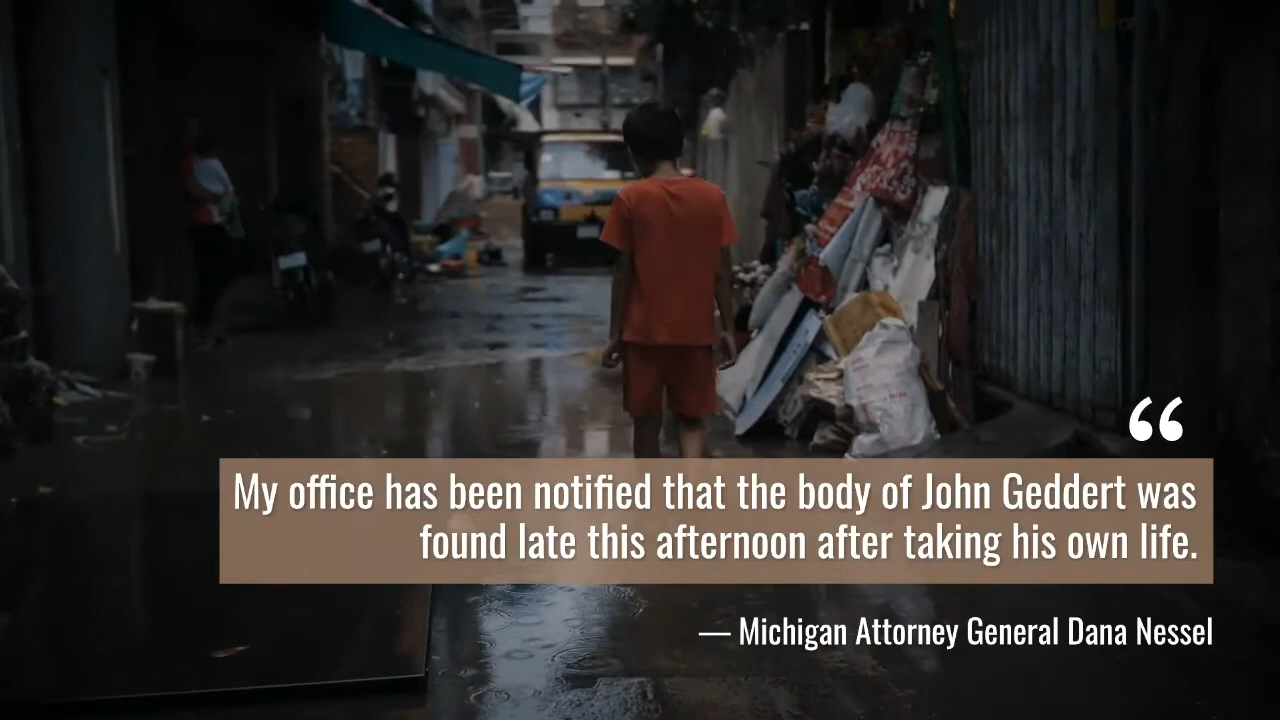 “
My office has been notified that the body of John Geddert was
found late this afternoon after taking his own life.
— Michigan Attorney General Dana Nessel